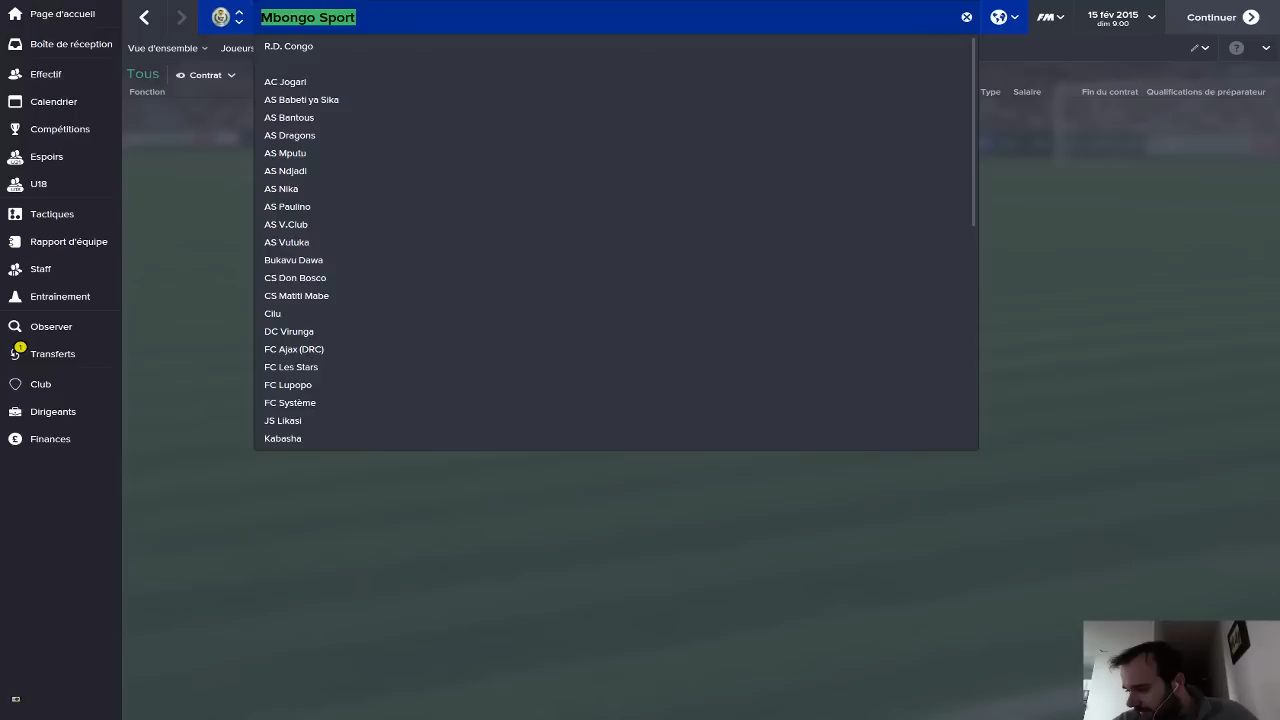 Page d'accueil
Mbongo Sport
FM
15 fév 2015
dim 9:00
Continuer
Boîte de réception
Vue d'ensemble
Joueurs
R.D. Congo
?
Effectif
Tous
Contrat
AC Jogari
Fonction
Type
Salaire
Fin du contrat
Qualifications de préparateur
Calendrier
AS Babeti ya Sika
AS Bantous
Compétitions
AS Dragons
Espoirs
AS Mputu
AS Ndjadi
U18
AS Nika
Tactiques
AS Paulino
AS V.Club
Rapport d'équipe
AS Vutuka
Bukavu Dawa
Staff
CS Don Bosco
Entraînement
CS Matiti Mabe
Cilu
Observer
DC Virunga
1
Transferts
FC Ajax (DRC)
FC Les Stars
Club
FC Lupopo
Dirigeants
FC Système
JS Likasi
Finances
Kabasha